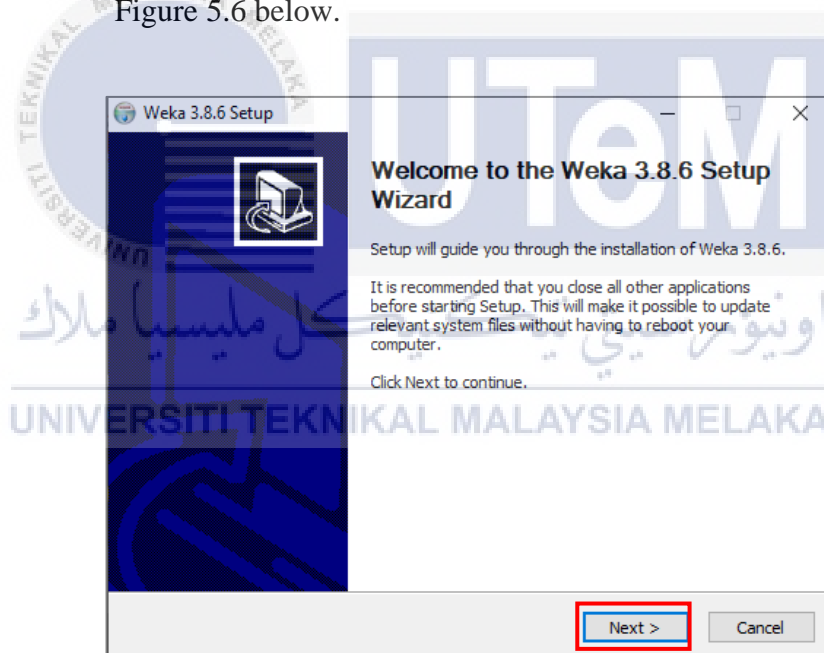 Figure 5.6 below.
UTeM
TEKNIKAL
MELAKA
Weka 3.8.6 Setup
Welcome to the Weka 3.8.6 Setup
Wizard
Setup will guide you through the installation of Weka 3.8.6.
It is recommended that you close all other applications
before starting Setup. This will make it possible to update
relevant system files without having to reboot your
computer.
Click Next to continue.
UNIVERSITI TEKNIKAL MALAYSIA MELAKA
Next >
Cancel